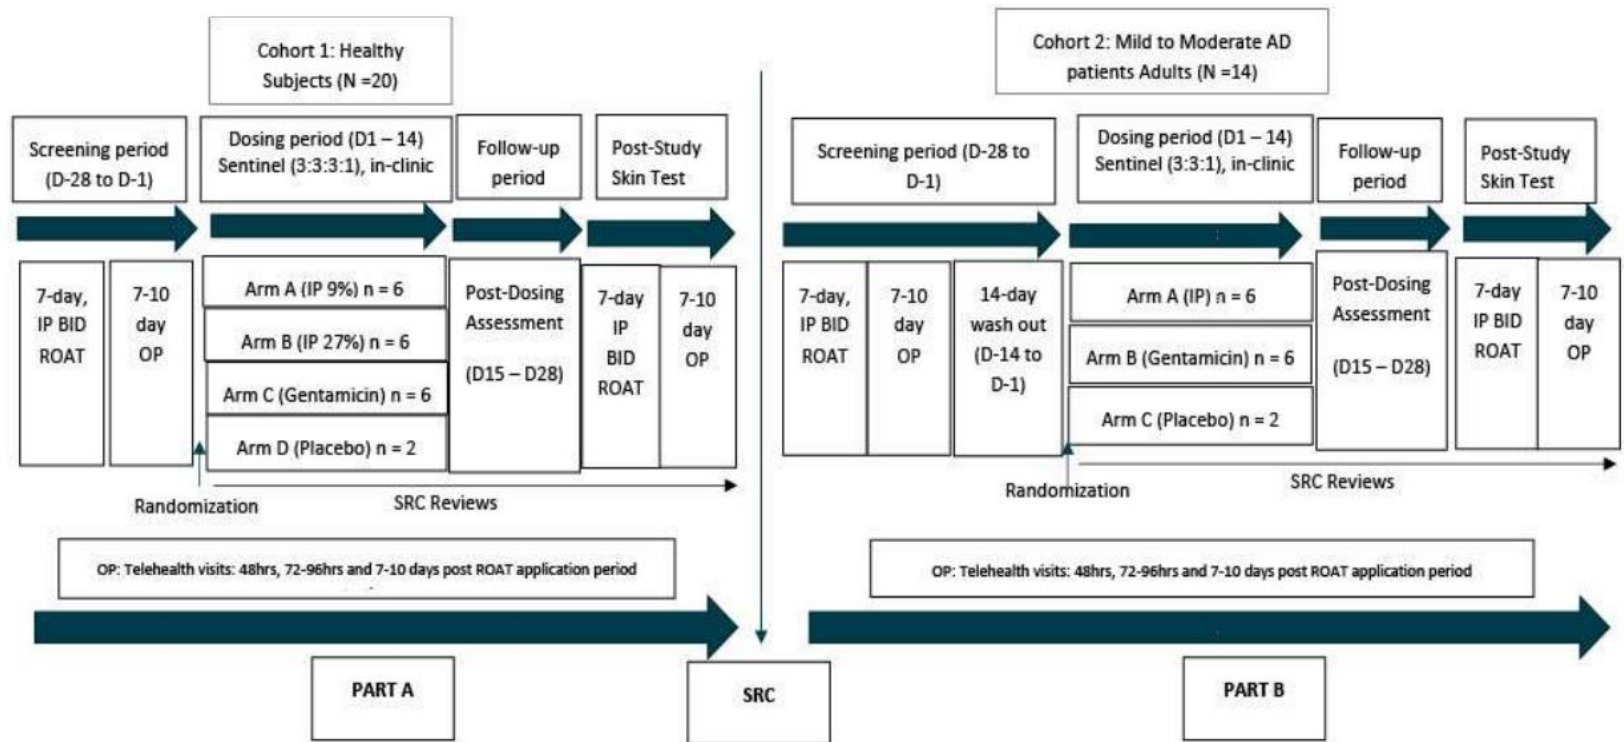 Cohort 1: Healthy
Subjects (N =20)
Screening period
(D-28 to D-1)
Dosing period (D1 – 14)
Sentinel (3:3:3:1), in-clinic
Follow-up
period
Post-Study
Skin Test
7-day,
IP BID
ROAT
7-10
day
OP
Arm A (IP 9%) n = 6
Arm B (IP 27%) n = 6
Arm C (Gentamicin) n = 6
Arm D (Placebo) n = 2
Post-Dosing
Assessment
(D15 – D28)
7-day
IP
BID
ROAT
7-10
day
OP
Randomization
SRC Reviews
OP: Telehealth visits: 48hrs, 72-96hrs and 7-10 days post ROAT application period
PART A
SRC
Cohort 2: Mild to Moderate AD
patients Adults (N =14)
Screening period (D-28 to
D-1)
Dosing period (D1 – 14)
Sentinel (3:3:1), in-clinic
Follow-up
period
Post-Study
Skin Test
7-day,
IP BID
ROAT
7-10
day
OP
14-day
wash out
(D-14 to
D-1)
Arm A (IP) n = 6
Arm B (Gentamicin) n = 6
Arm C (Placebo) n = 2
Post-Dosing
Assessment
(D15 – D28)
7-day
IP BID
ROAT
7-10
day
OP
Randomization
SRC Reviews
OP: Telehealth visits: 48hrs, 72-96hrs and 7-10 days post ROAT application period
PART B